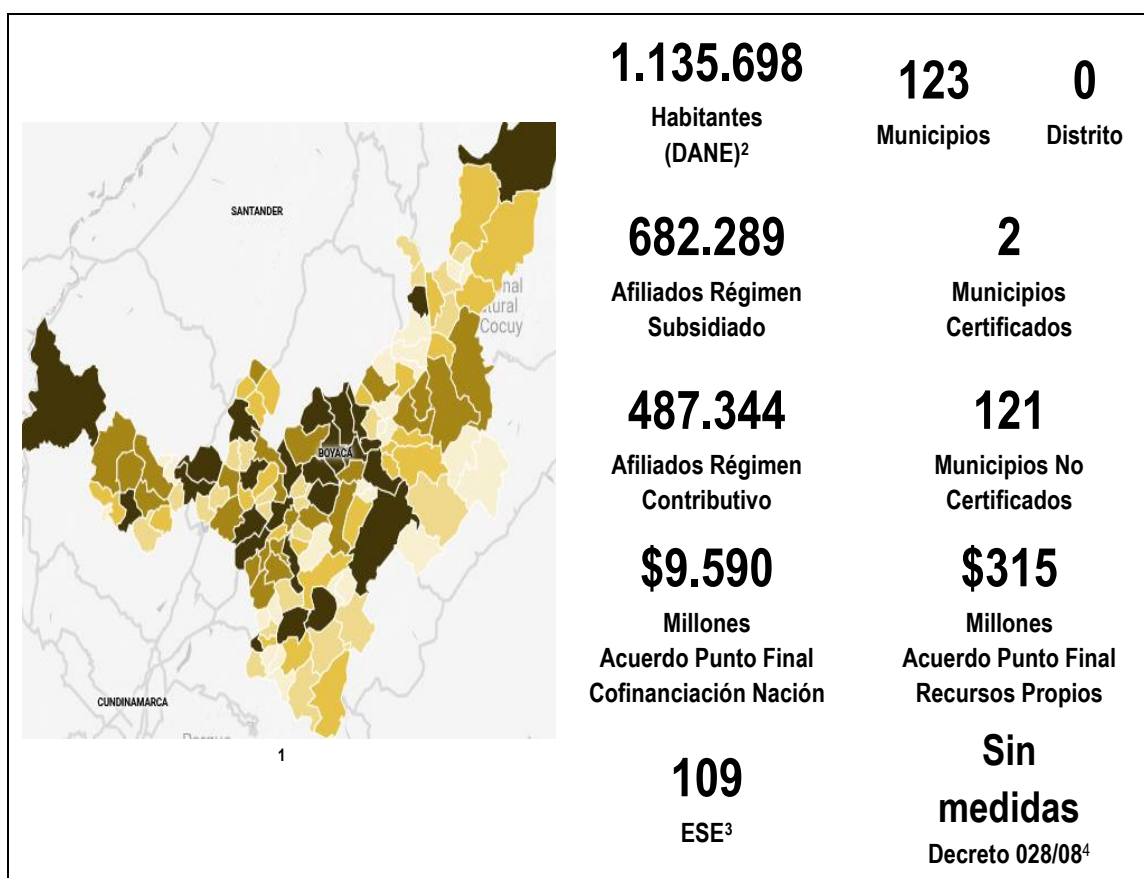 SANTANDER
nal
Cocuy
BOYACÁ
CUNDINAMARCA
1
1.135.698
Habitantes
(DANE)²
123
Municipios
0
Distrito
682.289
Afiliados Régimen
Subsidiado
2
Municipios
Certificados
487.344
Afiliados Régimen
Contributivo
121
Municipios No
Certificados
$9.590
Millones
Acuerdo Punto Final
Cofinanciación Nación
$315
Millones
Acuerdo Punto Final
Recursos Propios
109
ESE³
Sin
medidas
Decreto 028/08⁴